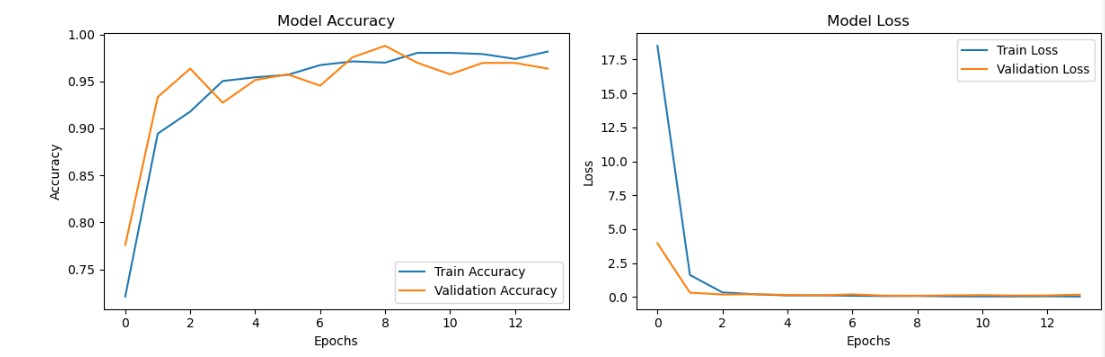 Model Accuracy
1.00
0.95
0.90
0.85
0.80
0.75
Accuracy
0 2 4 6 8 10 12
Epochs
Train Accuracy
Validation Accuracy
Model Loss
17.5
15.0
12.5
10.0
7.5
5.0
2.5
0.0
Loss
0 2 4 6 8 10 12
Epochs
Train Loss
Validation Loss